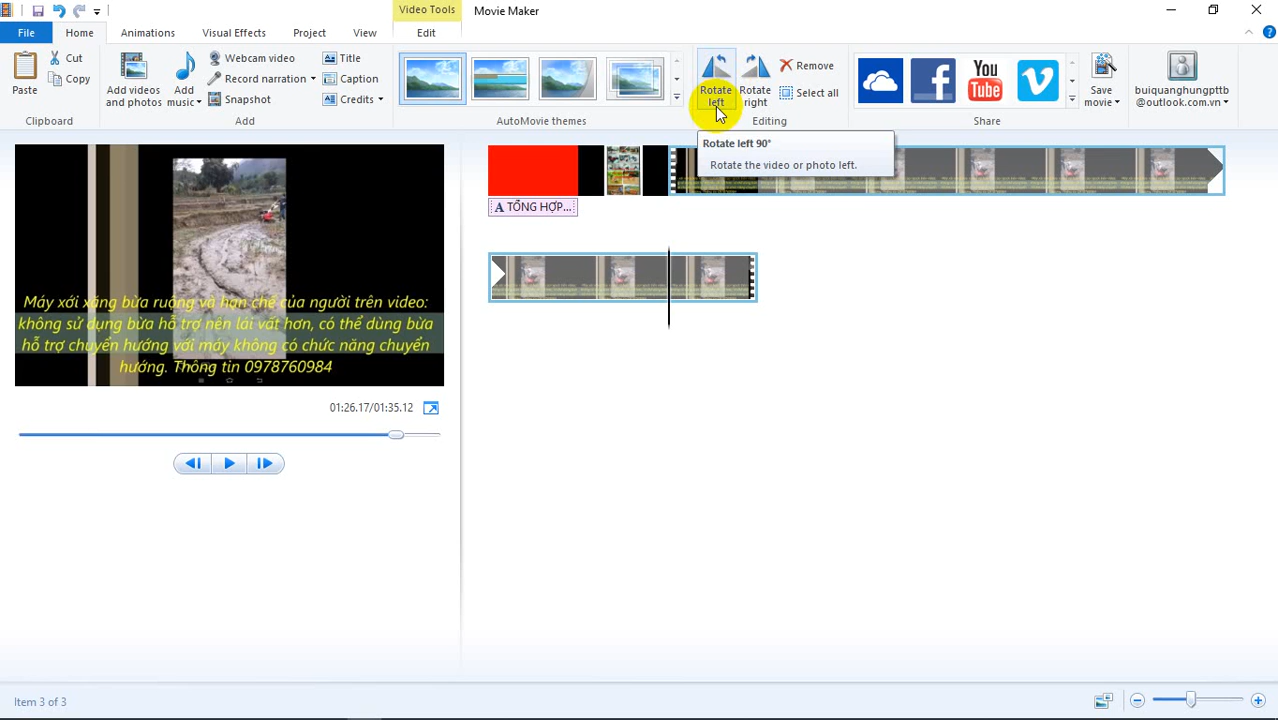 Video Tools
Movie Maker
File
Home
Animations
Visual Effects
Project
View
Edit
Paste
Cut
Copy
Clipboard
Add videos
and photos
Add
music
Webcam video
Record narration
Snapshot
Title
Caption
Credits
Add
AutoMovie themes
Rotate
left
Rotate
right
Remove
Select all
Editing
You
Tube
Share
Save
movie
buiquanghungpttb
@outlook.com.vn
Rotate left 90°
Rotate the video or photo left.
A TỔNG HỢP...
Máy xới xăng bừa ruộng và hạn chế của người trên video:
không sử dụng bừa hỗ trợ nên lái vất hơn, có thể dùng bừa
hỗ trợ chuyển hướng với máy không có chức năng chuyển
hướng. Thông tin 0978760984
01:26.17/01:35.12
Item 3 of 3